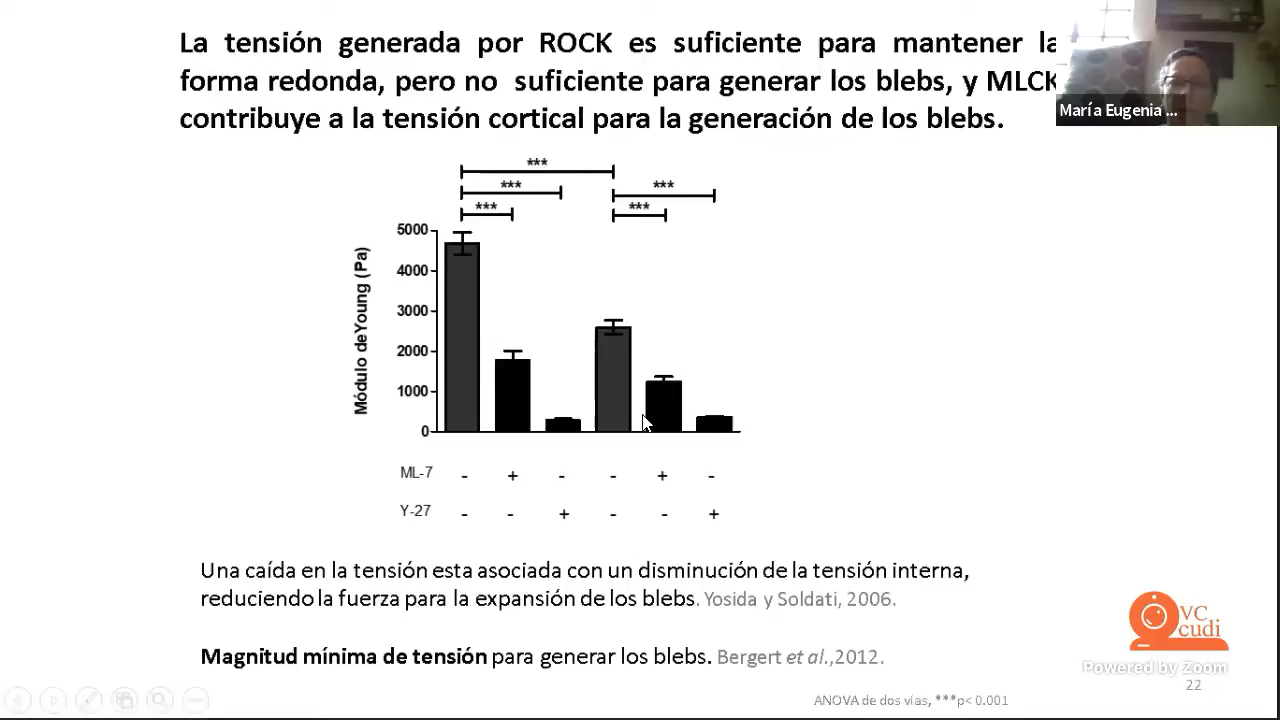 La tensión generada por ROCK es suficiente para mantener la
forma redonda, pero no suficiente para generar los blebs, y MLCK
contribuye a la tensión cortical para la generación de los blebs.
María Eugenia ...
***
*** ***
*** ***
Módulo deYoung (Pa)
5000
4000
3000
2000
1000
0
ML-7 - + - - + -
Y-27 - - + - - +
Una caída en la tensión esta asociada con un disminución de la tensión interna,
reduciendo la fuerza para la expansión de los blebs. Yosida y Soldati, 2006.
Magnitud mínima de tensión para generar los blebs. Bergert et al.,2012.
VC
cudi
Powered by Zoom
22
ANOVA de dos vías, ***p< 0.001